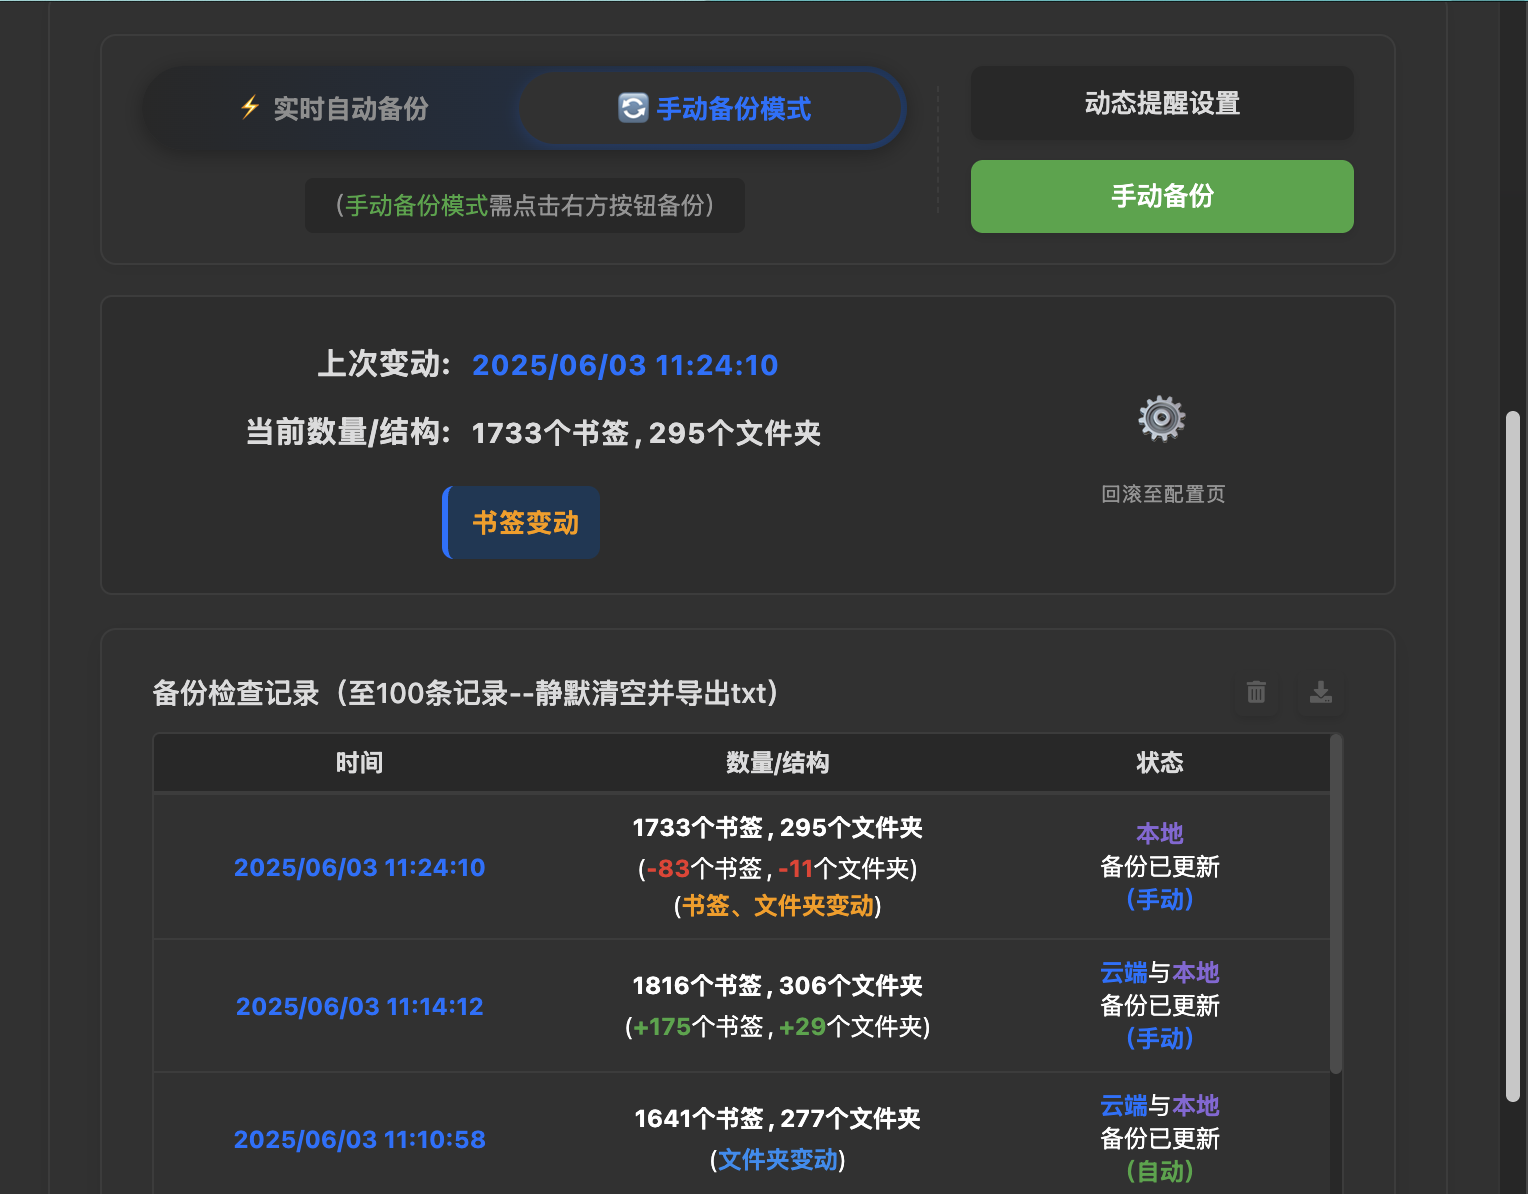 ⚡ 实时自动备份
🔄 手动备份模式
动态提醒设置
(手动备份模式需点击右方按钮备份)
手动备份
上次变动: 2025/06/03 11:24:10
当前数量/结构: 1733个书签,295个文件夹
书签变动
回滚至配置页
备份检查记录（至100条记录--静默清空并导出txt）
时间 数量/结构 状态
2025/06/03 11:24:10
1733个书签,295个文件夹
(-83个书签,-11个文件夹)
(书签、文件夹变动)
本地
备份已更新
(手动)
2025/06/03 11:14:12
1816个书签,306个文件夹
(+175个书签,+29个文件夹)
云端与本地
备份已更新
(手动)
2025/06/03 11:10:58
1641个书签,277个文件夹
(文件夹变动)
云端与本地
备份已更新
(自动)